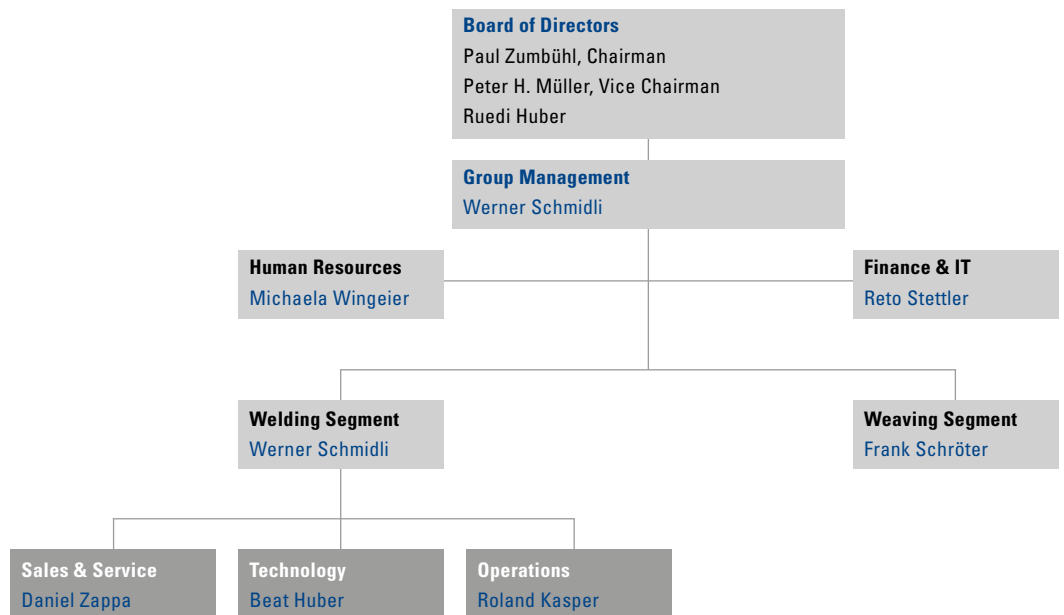 Board of Directors
Paul Zumbühl, Chairman
Peter H. Müller, Vice Chairman
Ruedi Huber
Group Management
Werner Schmidli
Human Resources
Michaela Wingeier
Finance & IT
Reto Stettler
Welding Segment
Werner Schmidli
Weaving Segment
Frank Schröter
Sales & Service
Daniel Zappa
Technology
Beat Huber
Operations
Roland Kasper